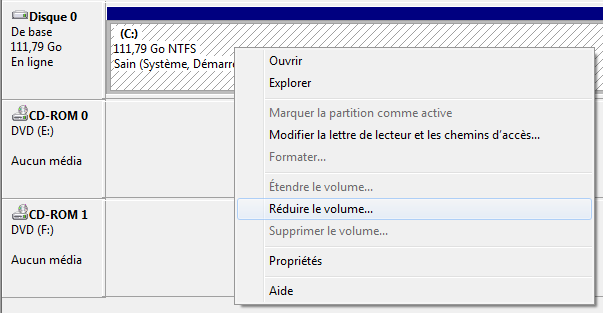 Disque 0
De base
111,79 Go
En ligne
(C:)
111,79 Go NTFS
Sain (Système, Démarr
CD-ROM 0
DVD (E:)
Aucun média
CD-ROM 1
DVD (F:)
Aucun média
Ouvrir
Explorer
Marquer la partition comme active
Modifier la lettre de lecteur et les chemins d’accès...
Formater...
Étendre le volume...
Réduire le volume...
Supprimer le volume...
Propriétés
Aide